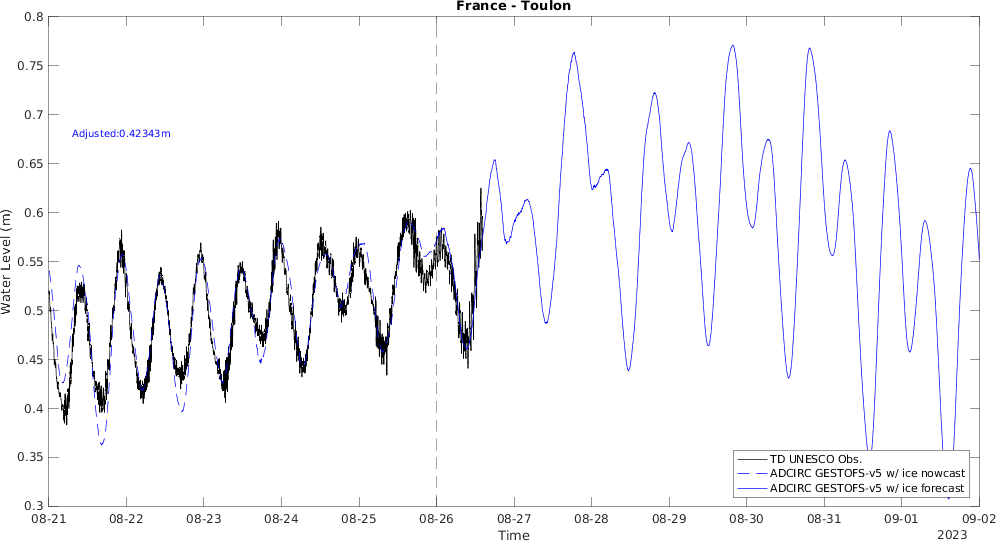 France - Toulon
0.8
0.75
0.7
Adjusted:0.42343m
0.65
0.6
0.55
0.5
0.45
0.4
0.35
0.3
Water Level (m)
TD UNESCO Obs.
ADCIRC GESTOFS-v5 w/ ice nowcast
ADCIRC GESTOFS-v5 w/ ice forecast
08-21 08-22 08-23 08-24 08-25 08-26 08-27 08-28 08-29 08-30 08-31 09-01 09-02
Time
2023